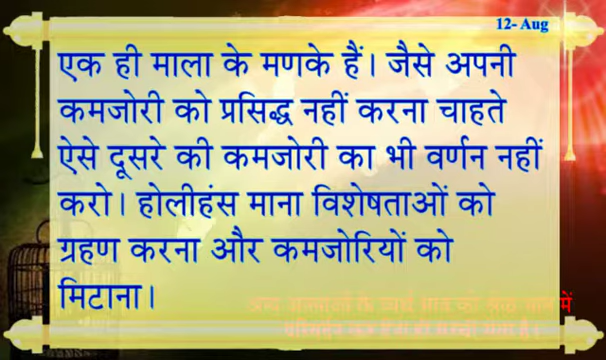 12- Aug
एक ही माला के मणके हैं। जैसे अपनी
कमजोरी को प्रसिद्ध नहीं करना चाहते
ऐसे दूसरे की कमजोरी का भी वर्णन नहीं
करो। होलीहंस माना विशेषताओं को
ग्रहण करना और कमजोरियों को
मिटाना।
में